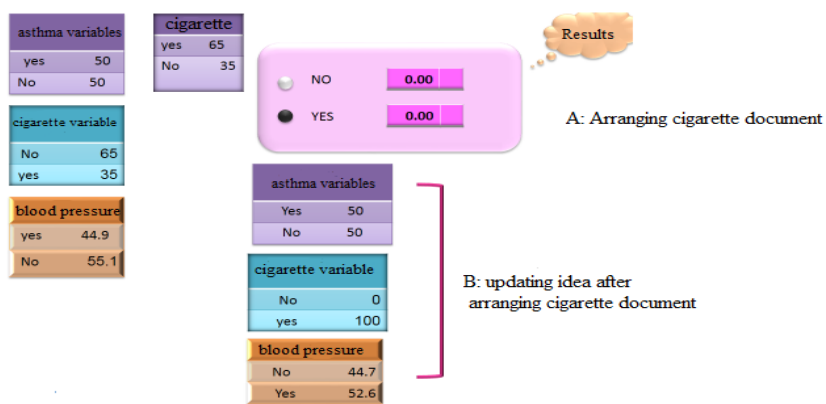 asthma variables
yes 50
No 50
cigarette
yes 65
No 35
Results
NO 0.00
YES 0.00
A: Arranging cigarette document
cigarette variable
No 65
yes 35
blood pressure
yes 44.9
No 55.1
asthma variables
Yes 50
No 50
cigarette variable
No 0
yes 100
blood pressure
No 44.7
Yes 52.6
B: updating idea after
arranging cigarette document